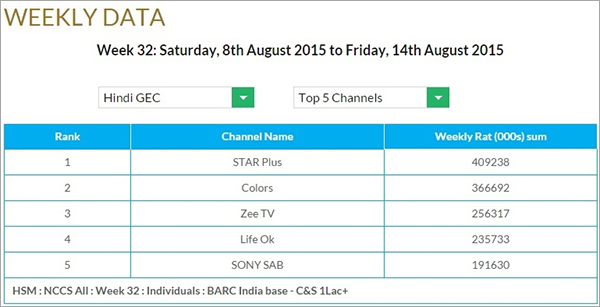 WEEKLY DATA
Week 32: Saturday, 8th August 2015 to Friday, 14th August 2015
Hindi GEC Top 5 Channels
Rank Channel Name Weekly Rat (000s) sum
1 STAR Plus 409238
2 Colors 366692
3 Zee TV 256317
4 Life Ok 235733
5 SONY SAB 191630
HSM : NCCS All : Week 32 : Individuals : BARC India base - C&S 1Lac+